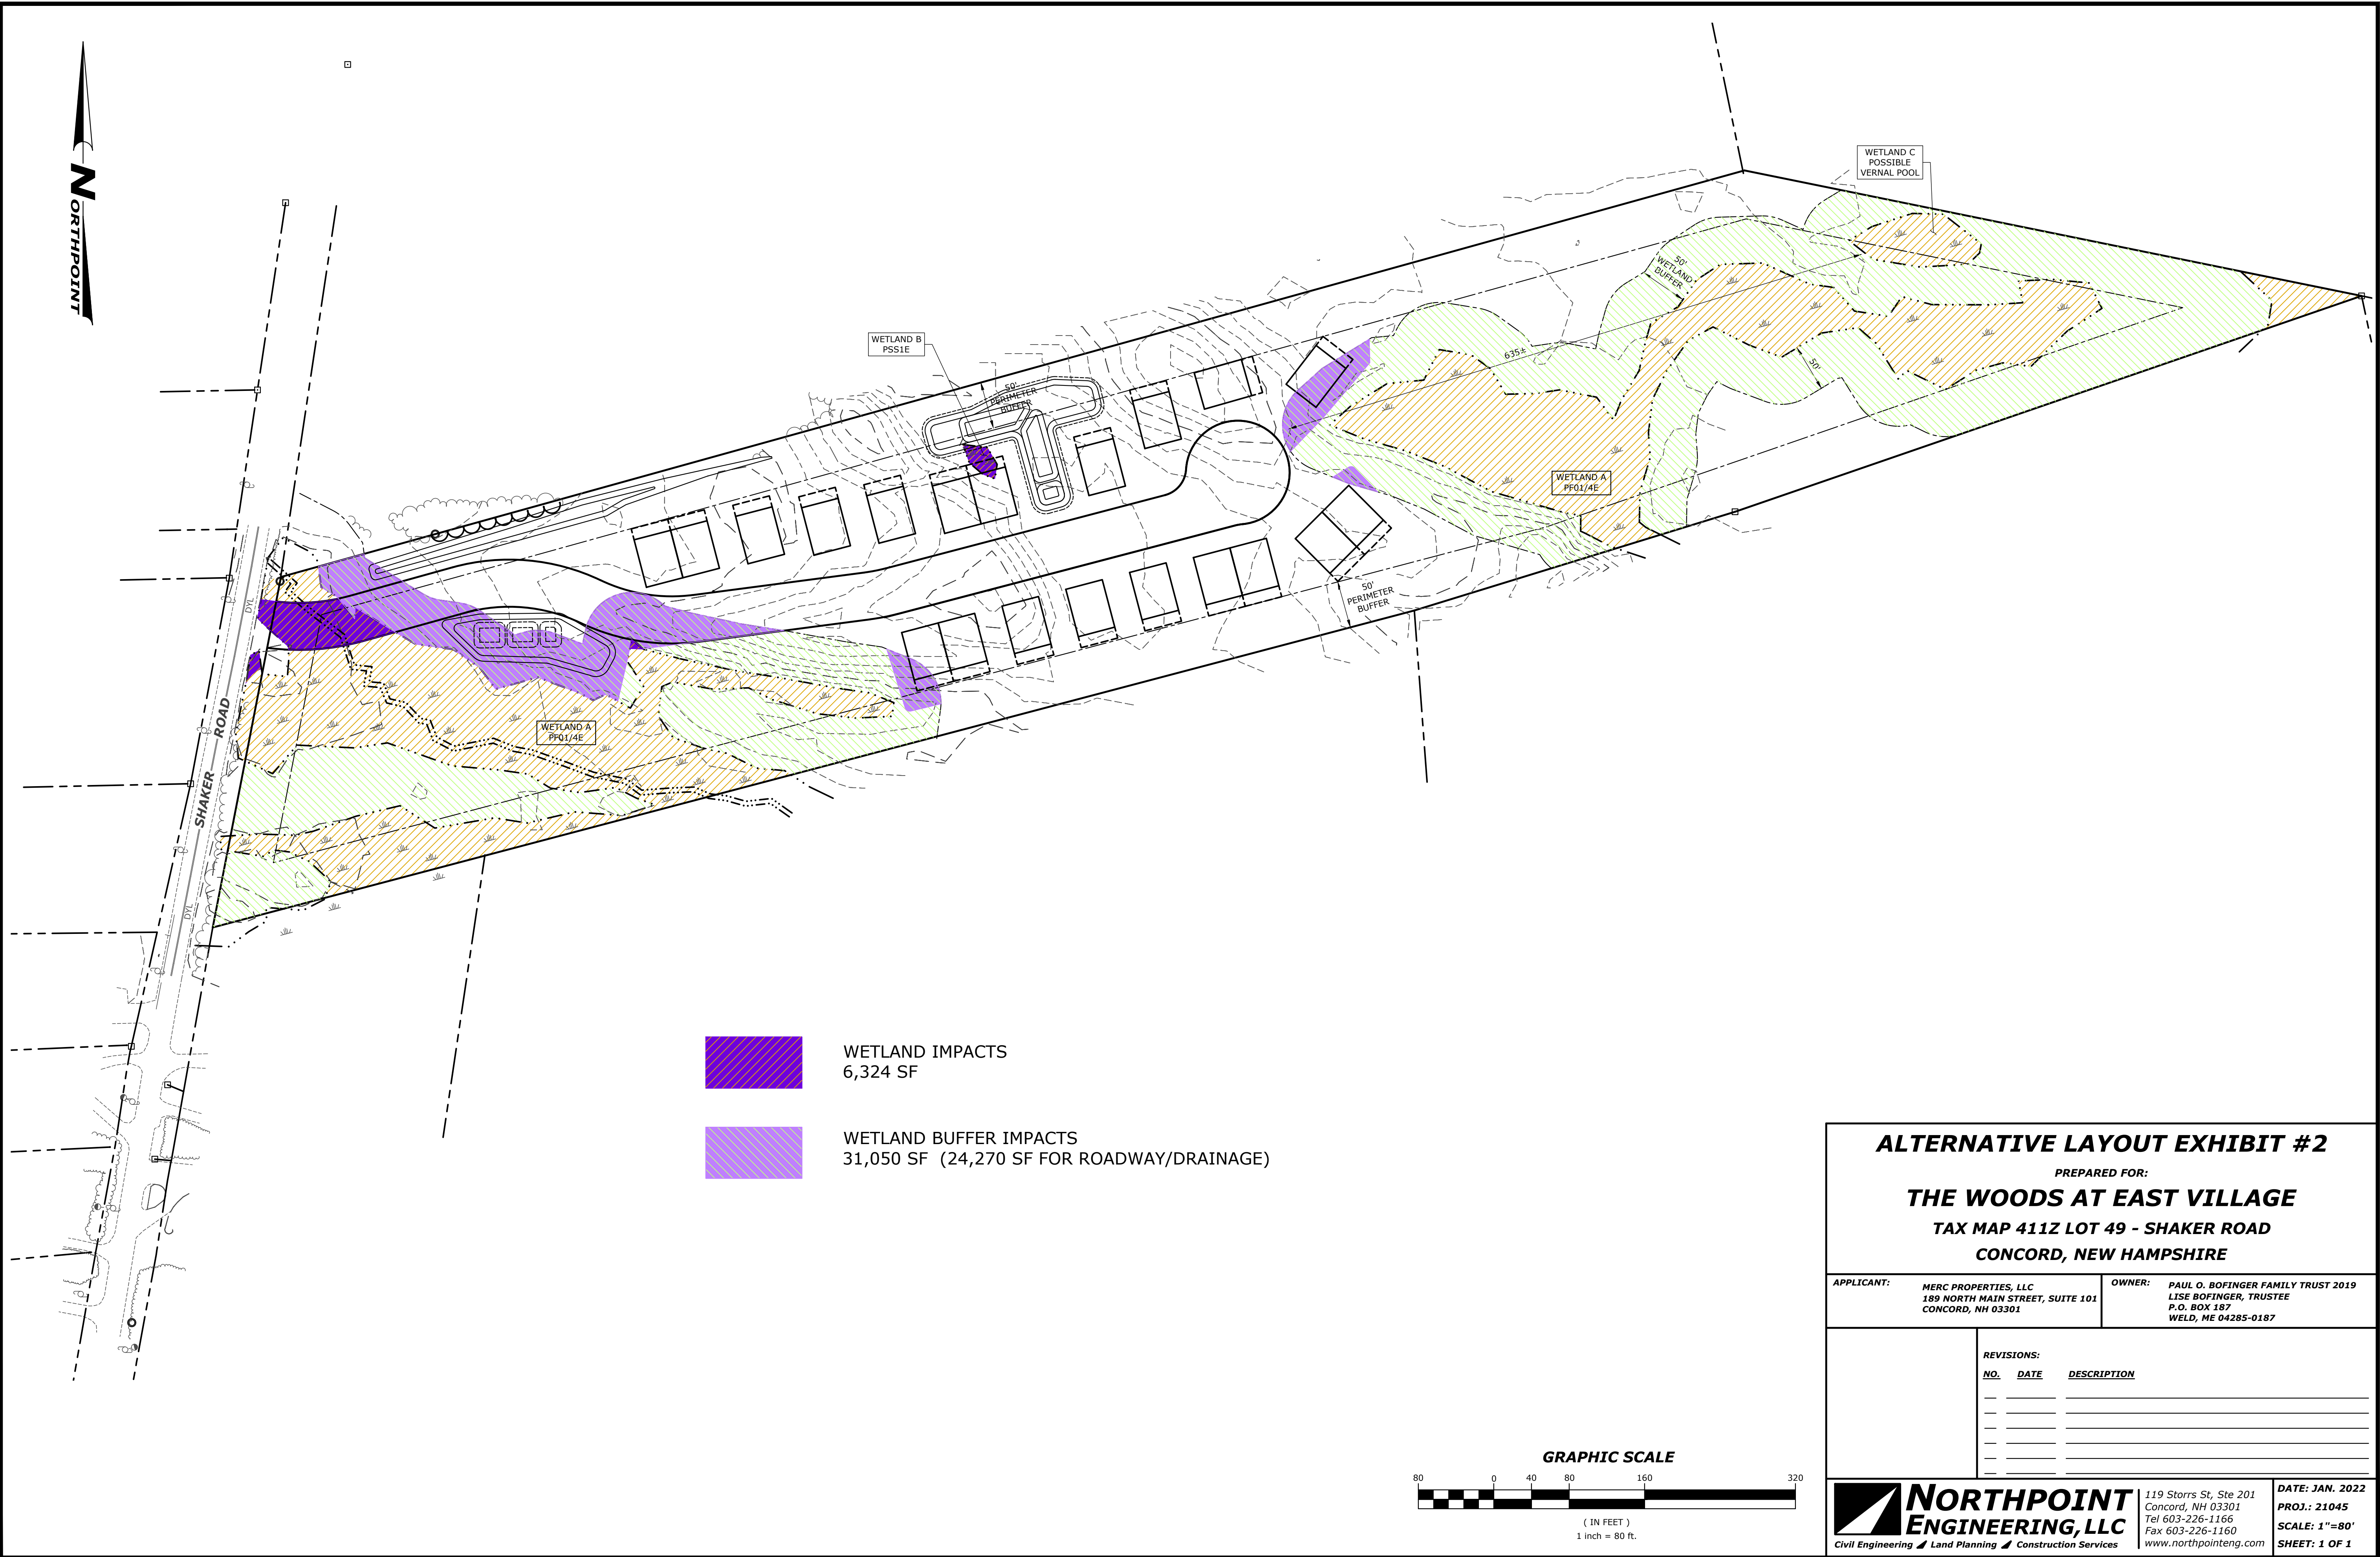 NORTHPOINT
WETLAND C
POSSIBLE
VERNAL POOL
50'
WETLAND
BUFFER
635±
50'
WETLAND B
PSS1E
50'
PERIMETER
BUFFER
WETLAND A
PF01/4E
50'
PERIMETER
BUFFER
DYL
WETLAND A
PF01/4E
SHAKER ROAD
DYL
WETLAND IMPACTS
6,324 SF
WETLAND BUFFER IMPACTS
31,050 SF (24,270 SF FOR ROADWAY/DRAINAGE)
GRAPHIC SCALE
80 0 40 80 160 320
( IN FEET )
1 inch = 80 ft.
ALTERNATIVE LAYOUT EXHIBIT #2
PREPARED FOR:
THE WOODS AT EAST VILLAGE
TAX MAP 411Z LOT 49 - SHAKER ROAD
CONCORD, NEW HAMPSHIRE
APPLICANT:
MERC PROPERTIES, LLC
189 NORTH MAIN STREET, SUITE 101
CONCORD, NH 03301
OWNER:
PAUL O. BOFINGER FAMILY TRUST 2019
LISE BOFINGER, TRUSTEE
P.O. BOX 187
WELD, ME 04285-0187
REVISIONS:
NO. DATE DESCRIPTION
NORTHPOINT
ENGINEERING, LLC
Civil Engineering Land Planning Construction Services
119 Storrs St, Ste 201
Concord, NH 03301
Tel 603-226-1166
Fax 603-226-1160
www.northpointeng.com
DATE: JAN. 2022
PROJ.: 21045
SCALE: 1"=80'
SHEET: 1 OF 1